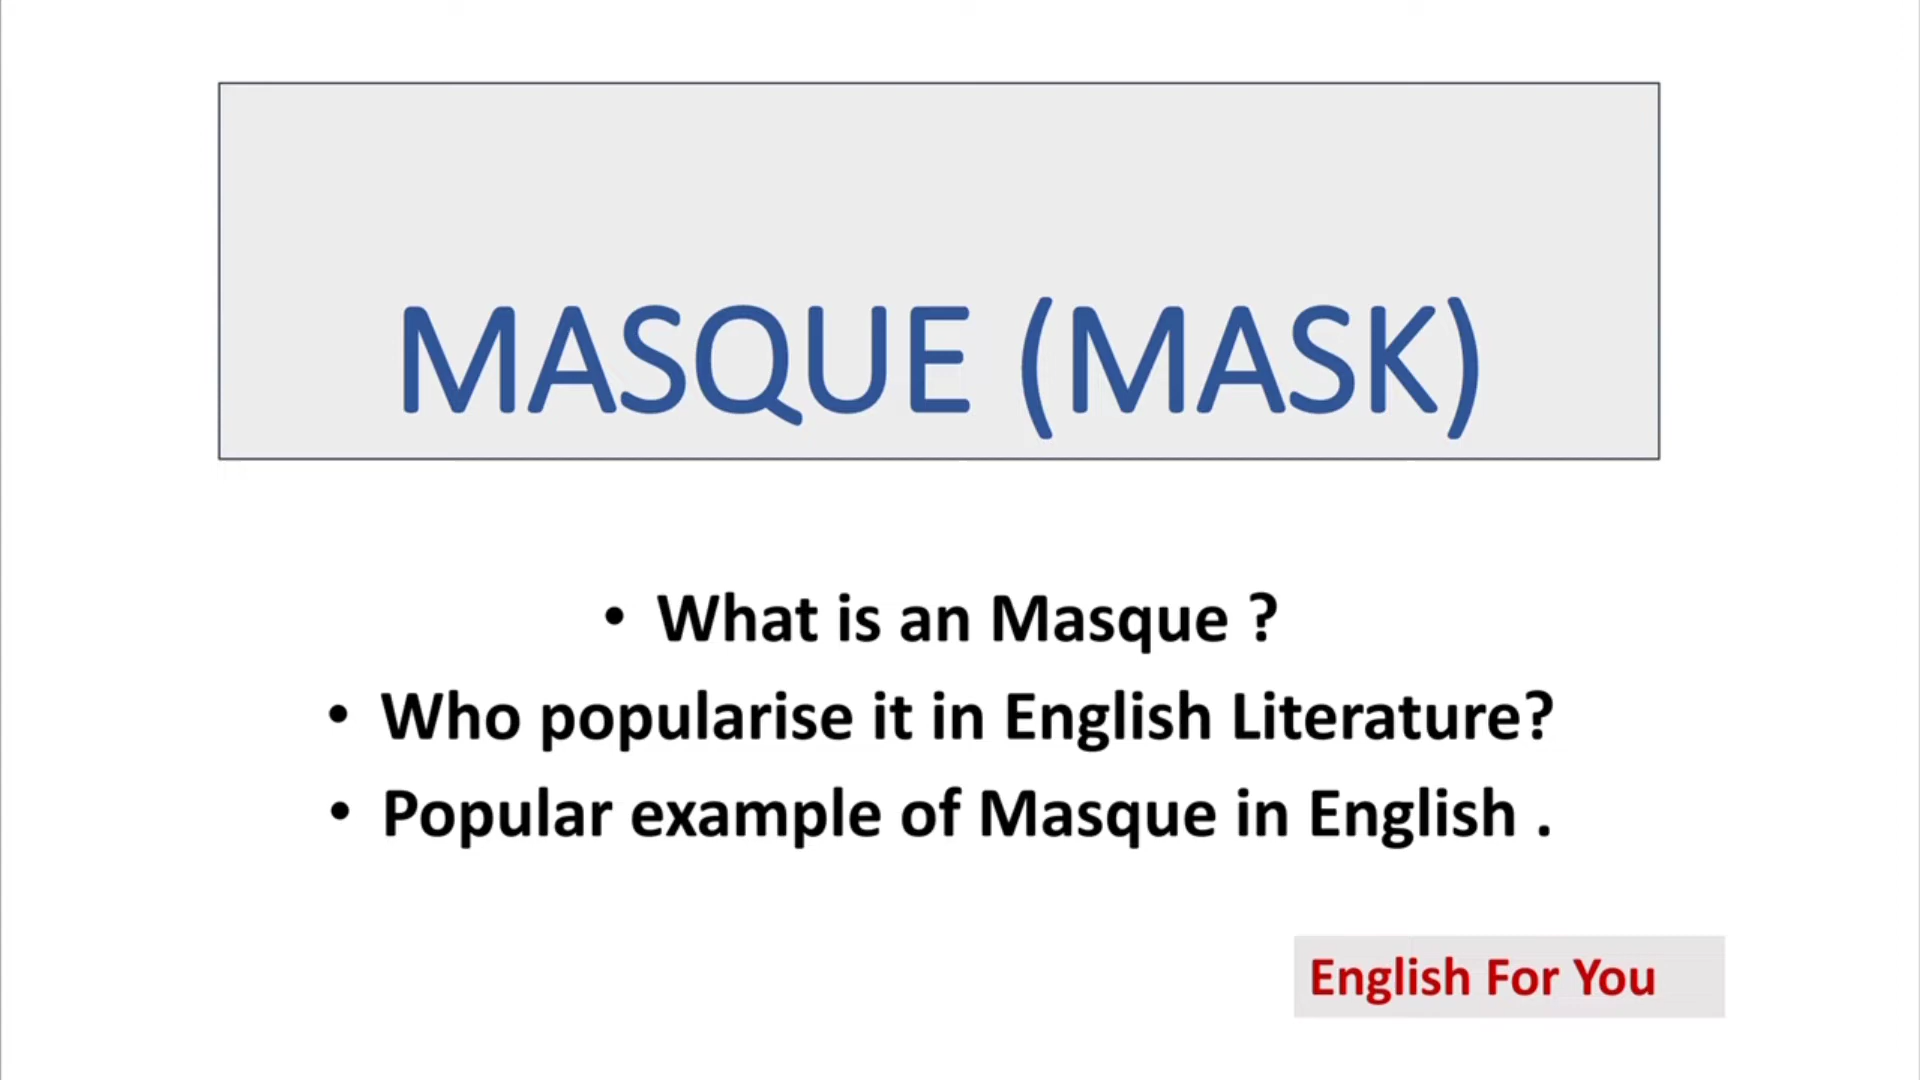 MASQUE (MASK)
• What is an Masque ?
• Who popularise it in English Literature?
• Popular example of Masque in English .
English For You